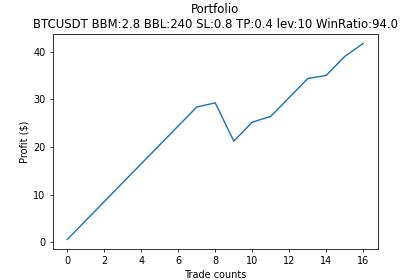 Portfolio
BTCUSDT BBM:2.8 BBL:240 SL:0.8 TP:0.4 lev:10 WinRatio:94.0
Profit ($)
40
30
20
10
0
0 2 4 6 8 10 12 14 16
Trade counts